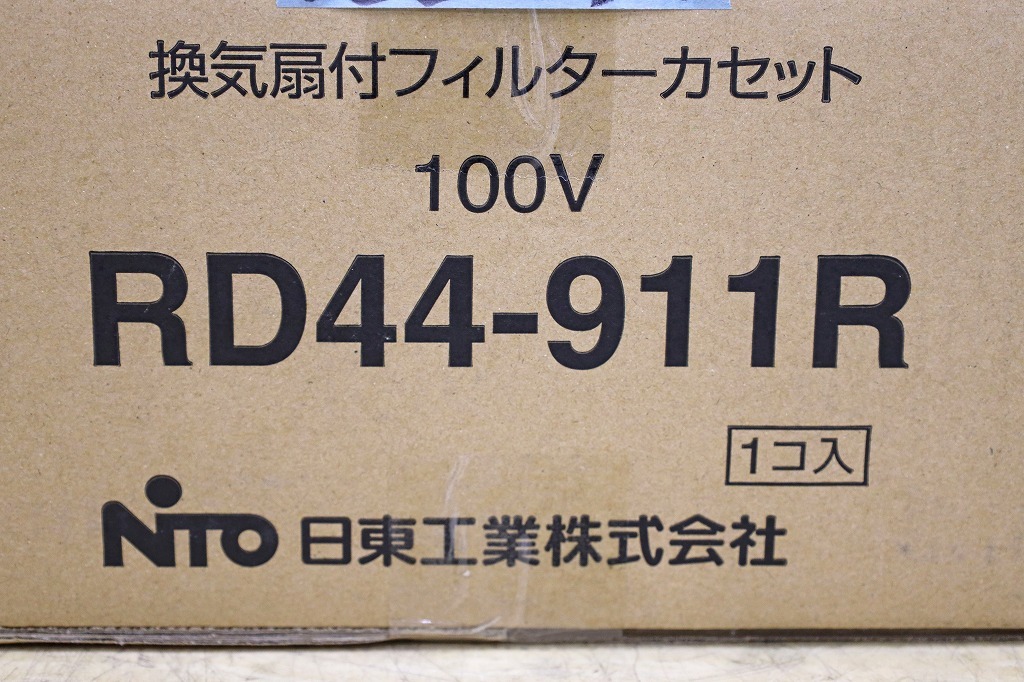 換気扇付フィルターカセット
100V
RD44-911R
1コ入
NITO 日東工業株式会社